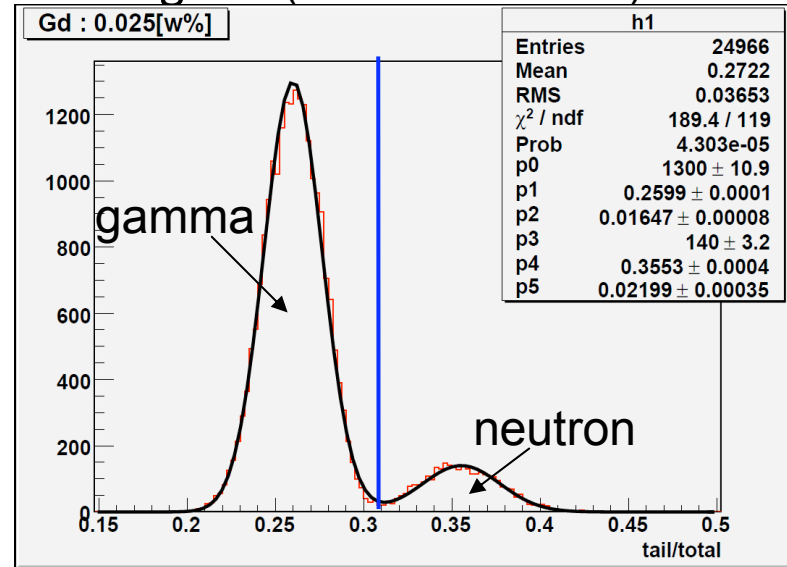 Gd : 0.025[w%]
h1
Entries 24966
Mean 0.2722
RMS 0.03653
χ² / ndf 189.4 / 119
Prob 4.303e-05
p0 1300 ± 10.9
p1 0.2599 ± 0.0001
p2 0.01647 ± 0.00008
p3 140 ± 3.2
p4 0.3553 ± 0.0004
p5 0.02199 ± 0.00035
1200
1000
800
600
400
200
0
gamma
neutron
0.15 0.2 0.25 0.3 0.35 0.4 0.45 0.5
tail/total